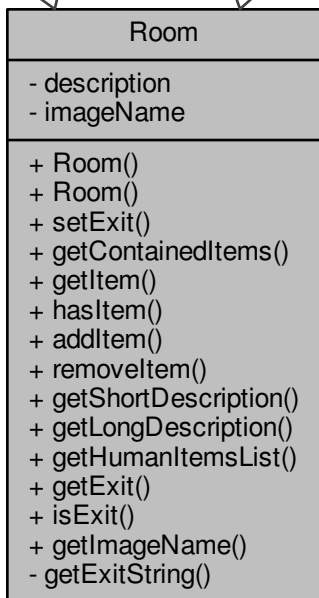 Room
- description
- imageName
+ Room()
+ Room()
+ setExit()
+ getContainedItems()
+ getItem()
+ hasItem()
+ addItem()
+ removeItem()
+ getShortDescription()
+ getLongDescription()
+ getHumanItemsList()
+ getExit()
+ isExit()
+ getImageName()
- getExitString()